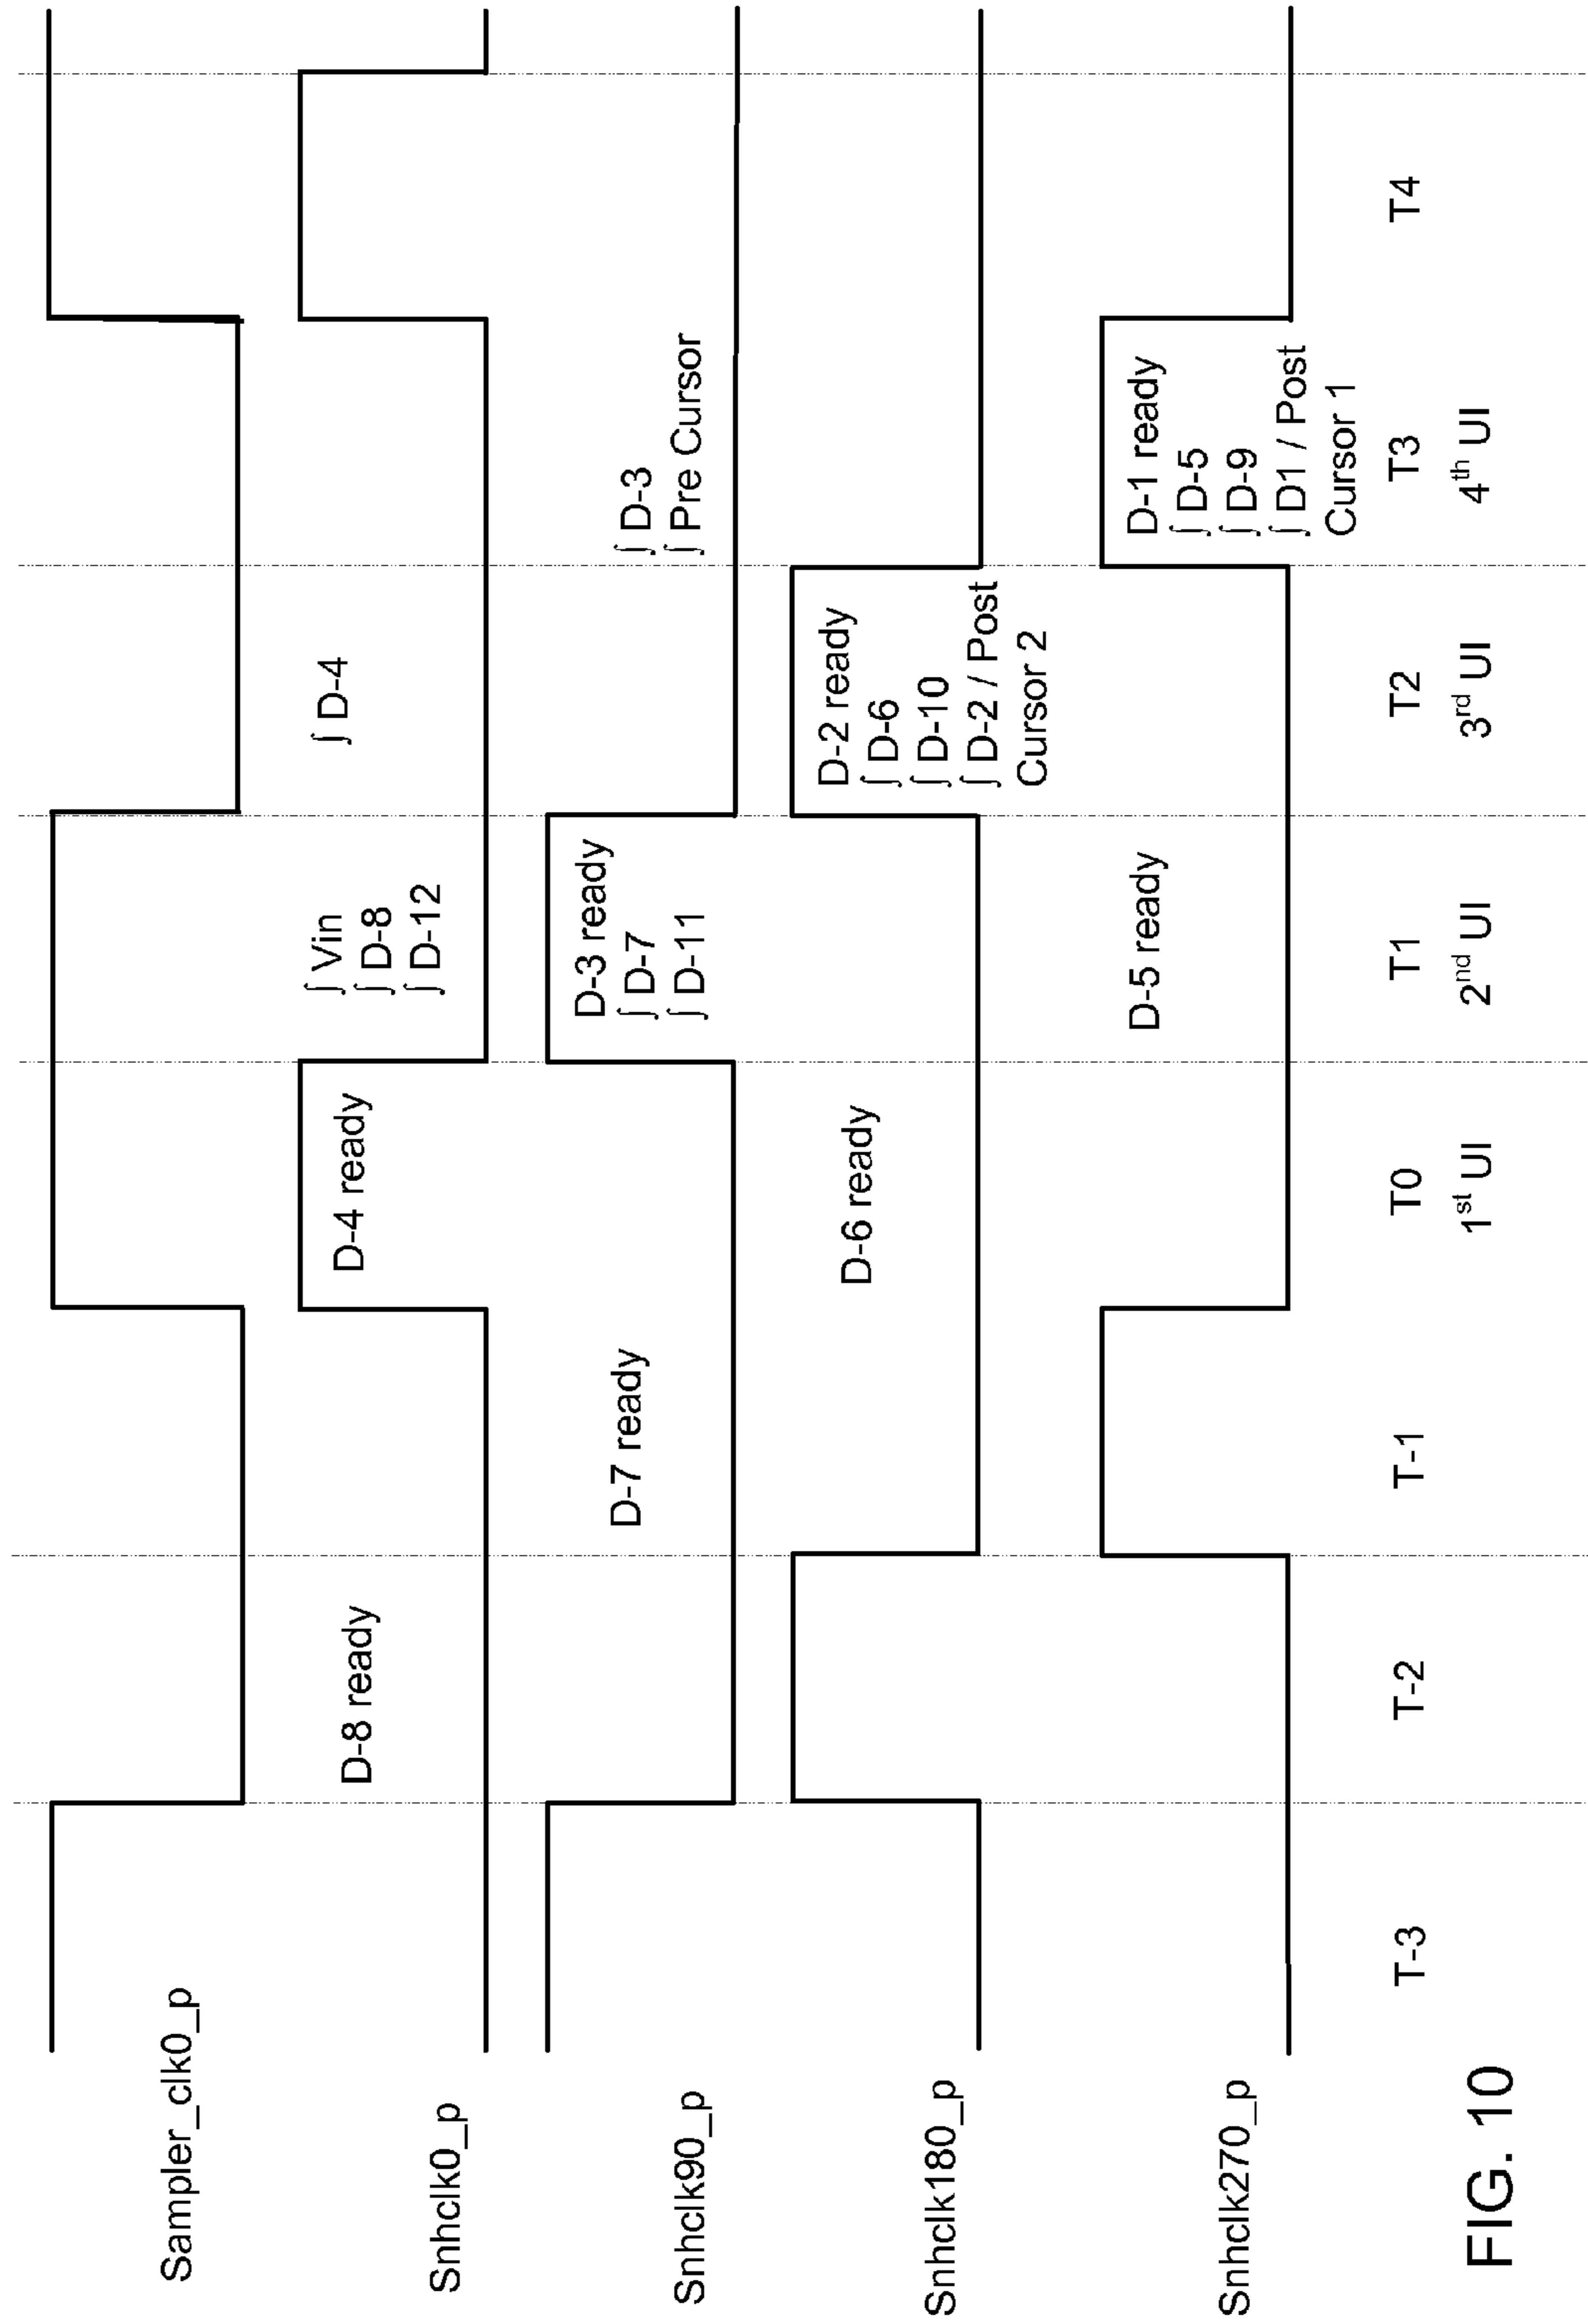 Sampler_clk0_p
Snhclk0_p
D-8 ready
D-4 ready
∫ Vin
∫ D-8
∫ D-12
∫ D-4
Snhclk90_p
D-7 ready
D-3 ready
∫ D-7
∫ D-11
∫ D-3
∫ Pre Cursor
Snhclk180_p
D-6 ready
D-2 ready
∫ D-6
∫ D-10
∫ D-2 / Post
Cursor 2
Snhclk270_p
D-5 ready
D-1 ready
∫ D-5
∫ D-9
∫ D1 / Post
Cursor 1
T-3 T-2 T-1 T0 T1 T2 T3 T4
1st UI 2nd UI 3rd UI 4th UI
FIG. 10